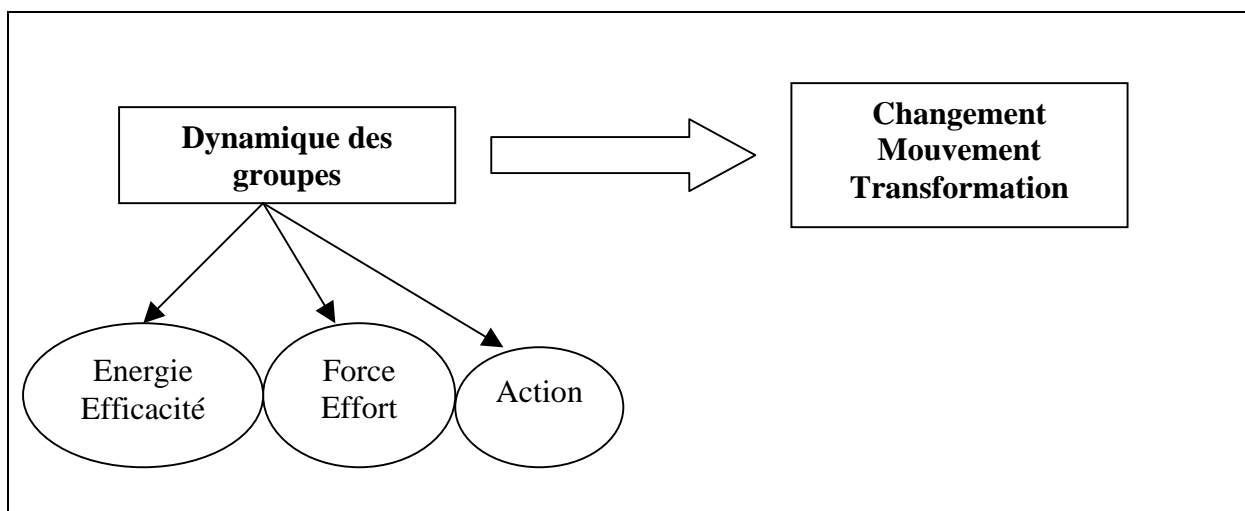 Dynamique des
groupes
Changement
Mouvement
Transformation
Energie
Efficacité
Force
Effort
Action